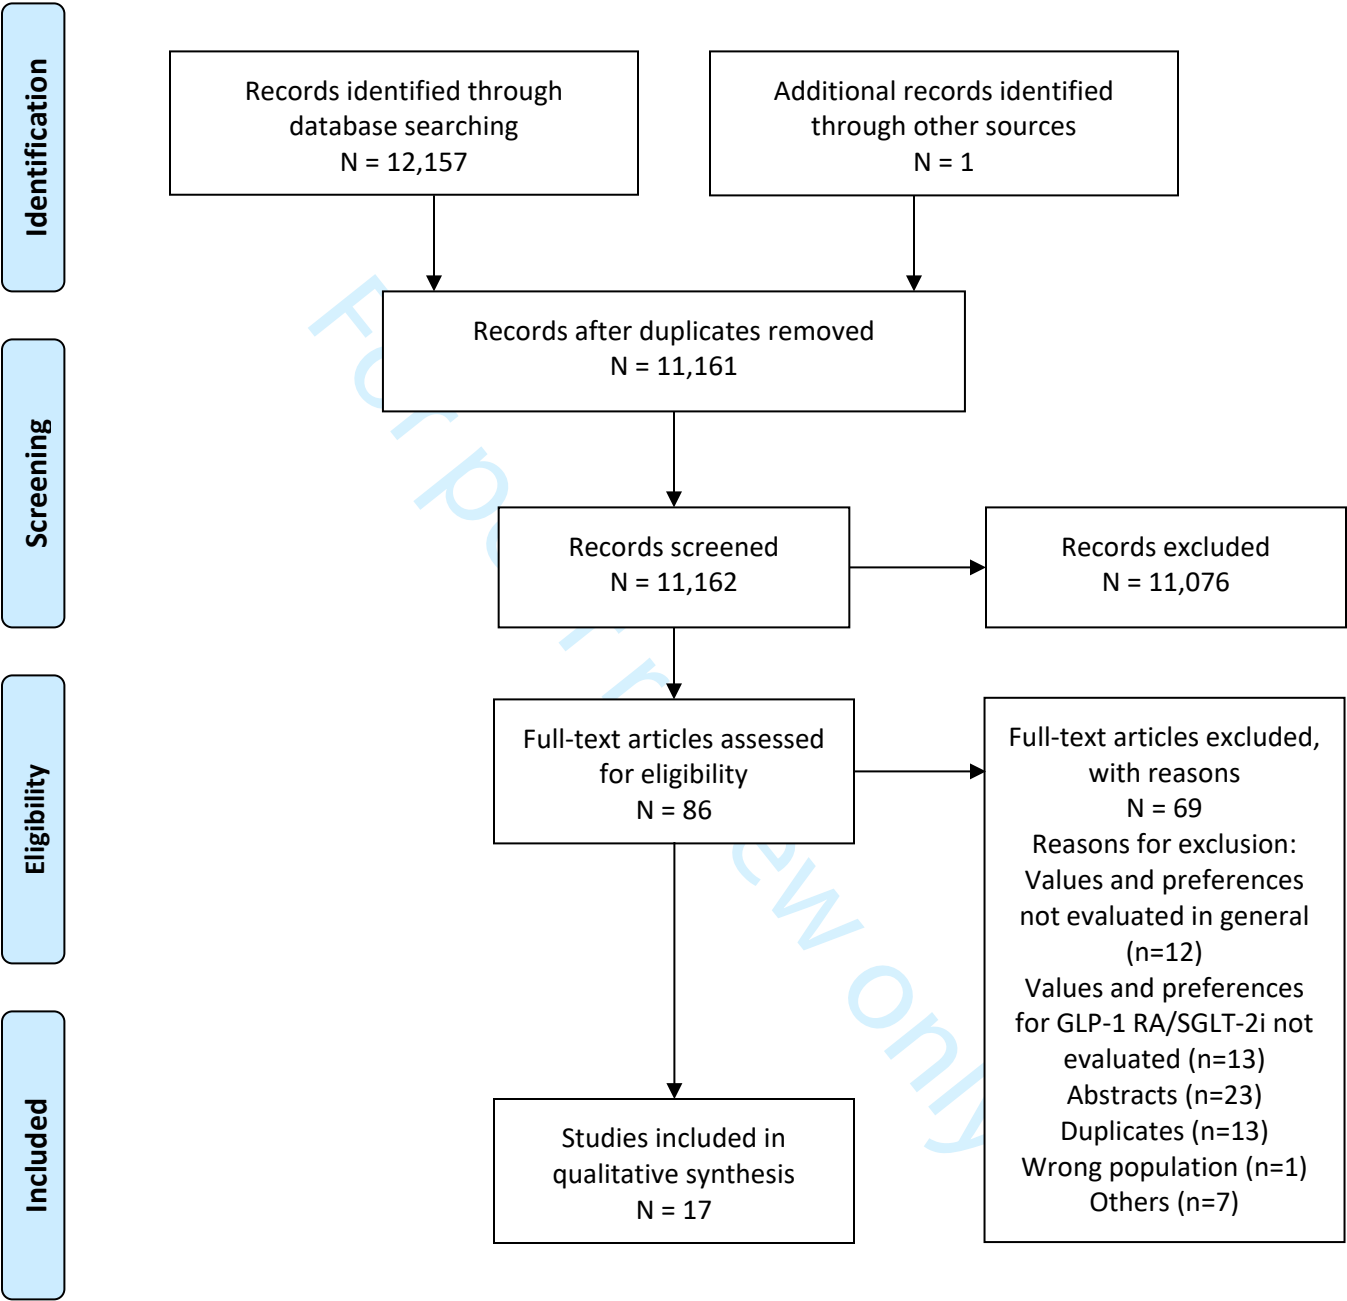 Identification
Records identified through
database searching
N = 12,157
Additional records identified
through other sources
N = 1
Records after duplicates removed
N = 11,161
Screening
Records screened
N = 11,162
Records excluded
N = 11,076
Eligibility
Full-text articles assessed
for eligibility
N = 86
Full-text articles excluded,
with reasons
N = 69
Reasons for exclusion:
Values and preferences
not evaluated in general
(n=12)
Values and preferences
for GLP-1 RA/SGLT-2i not
evaluated (n=13)
Abstracts (n=23)
Duplicates (n=13)
Wrong population (n=1)
Others (n=7)
Included
Studies included in
qualitative synthesis
N = 17
For peer review only